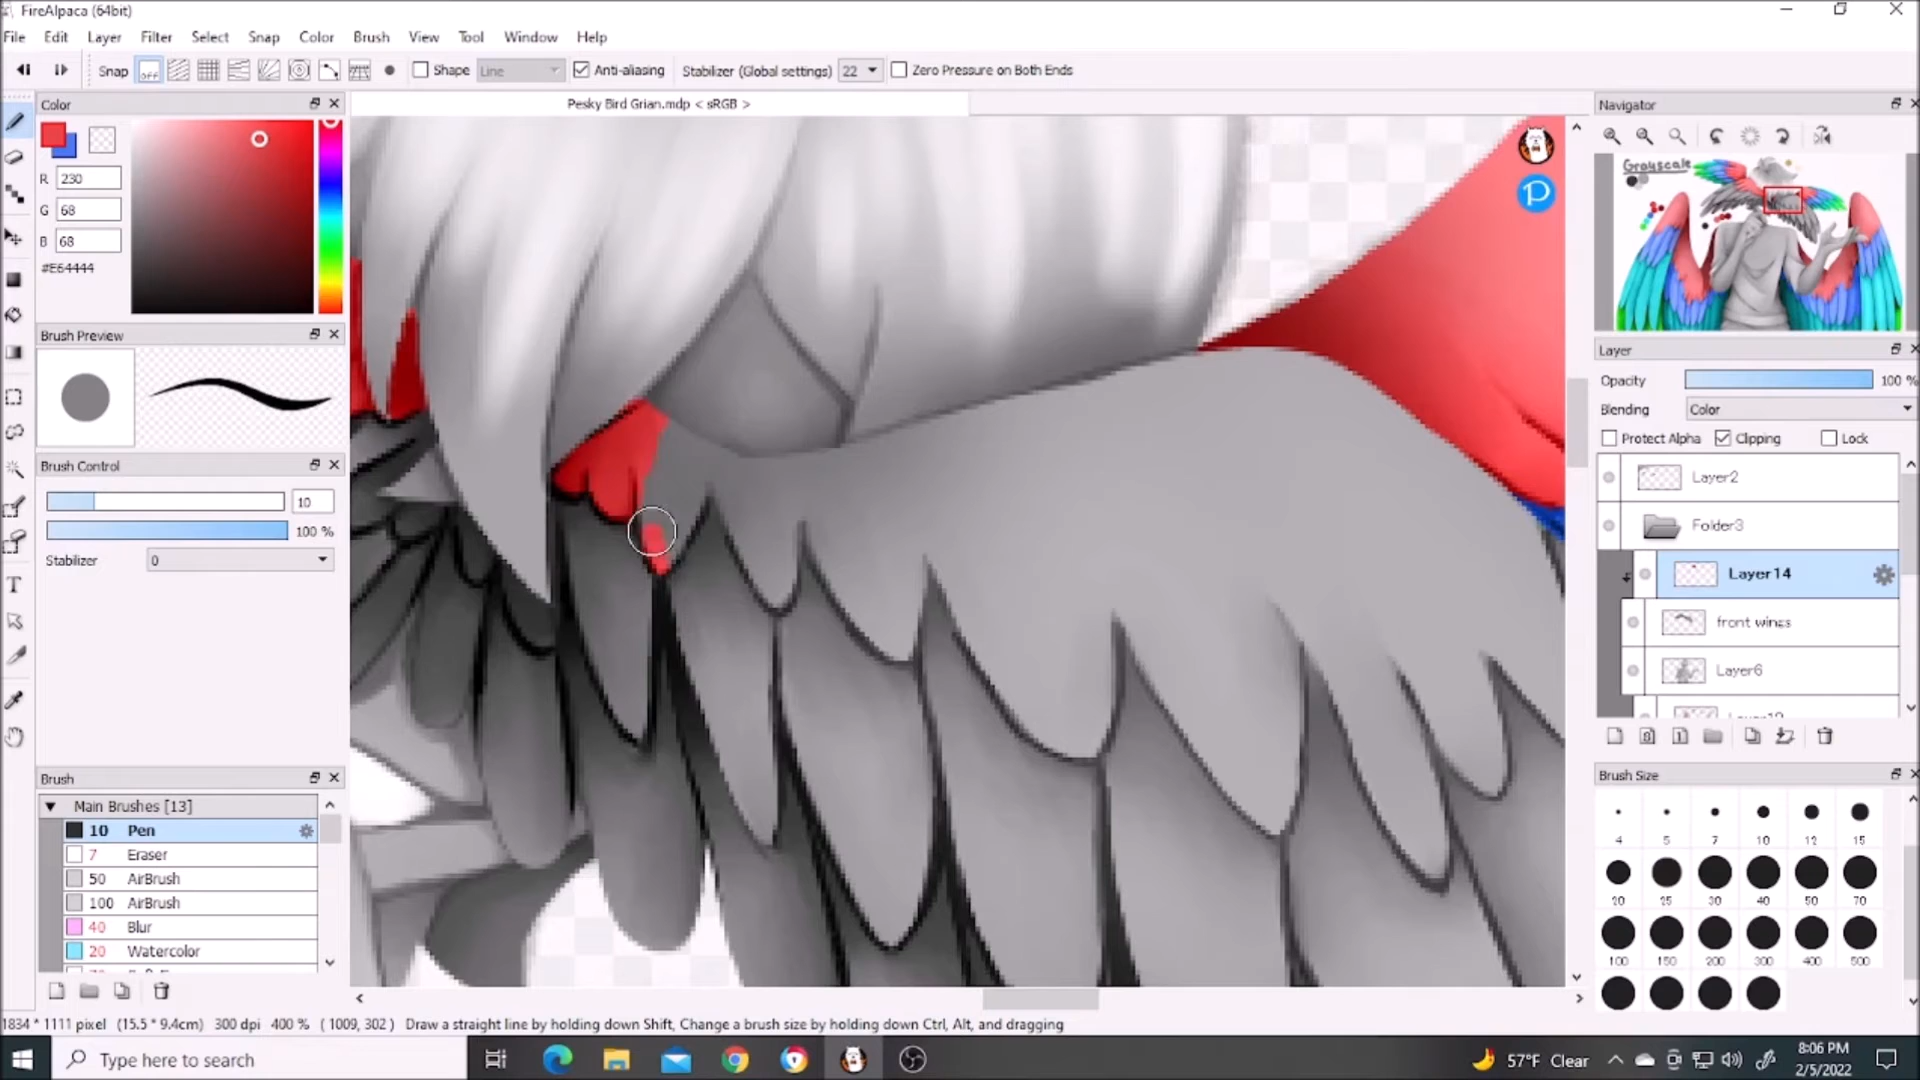 FireAlpaca (64bit)
File Edit Layer Filter Select Snap Color Brush View Tool Window Help
Snap OFF Shape Line Anti-aliasing Stabilizer (Global settings) 22 Zero Pressure on Both Ends
Color
Pesky Bird Grian.mdp < sRGB >
Navigator
R 230
G 68
B 68
#E64444
Grayscale
Brush Preview
Layer
Opacity 100 %
Blending Color
Protect Alpha Clipping Lock
Brush Control
10
100 %
Stabilizer 0
Layer2
Folder3
Layer14
front wings
Layer6
Brush
Main Brushes [13]
10 Pen
7 Eraser
50 AirBrush
100 AirBrush
40 Blur
20 Watercolor
Brush Size
4 5 7 10 12 15
20 25 30 40 50 70
100 150 200 300 400 500
1834 * 1111 pixel (15.5 * 9.4cm) 300 dpi 400 % ( 1009, 302 ) Draw a straight line by holding down Shift, Change a brush size by holding down Ctrl, Alt, and dragging
Type here to search
57°F Clear
8:06 PM
2/5/2022